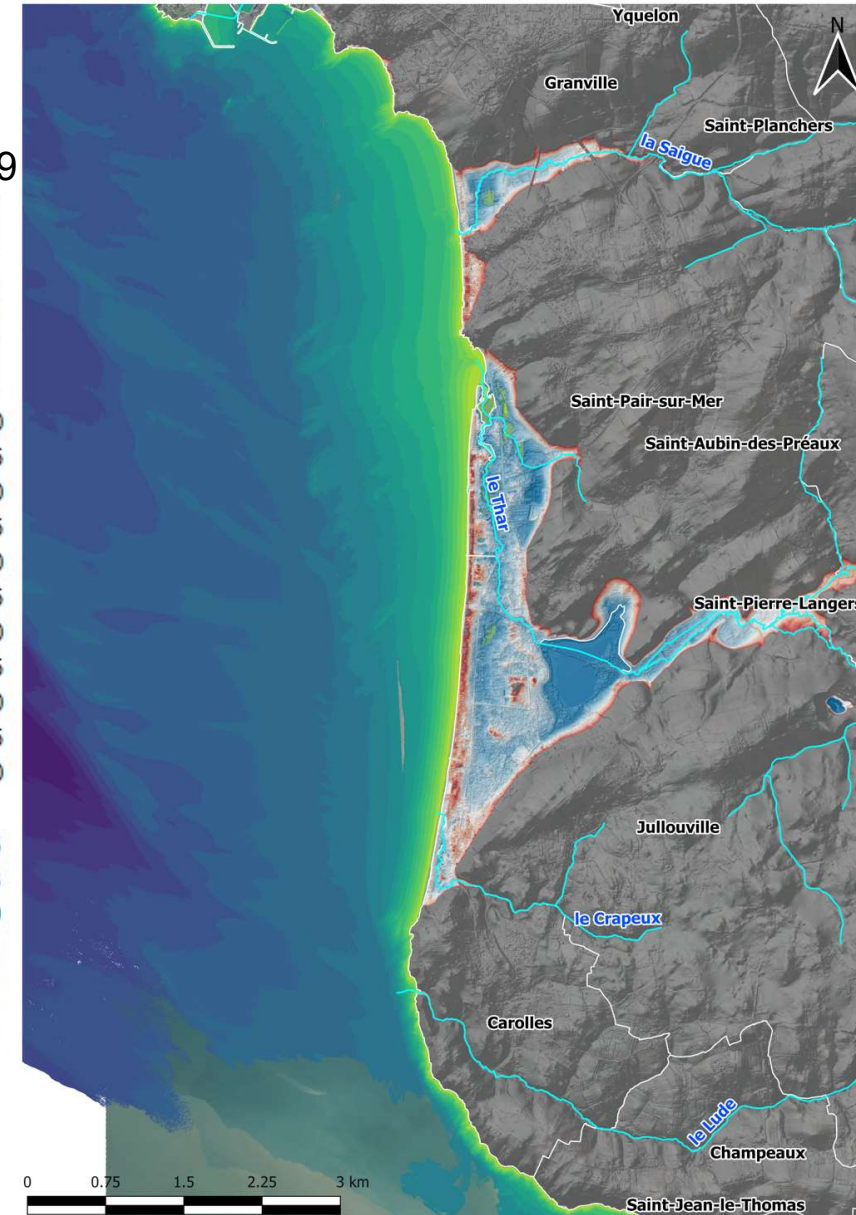 Yquelon
N
Granville
Saint-Planchers
9
la Saigue
Saint-Pair-sur-Mer
Saint-Aubin-des-Préaux
le Thar
Saint-Pierre-Langers
Jullouville
le Crapeux
Carolles
le Lude
Champeaux
0 0.75 1.5 2.25 3 km
Saint-Jean-le-Thomas